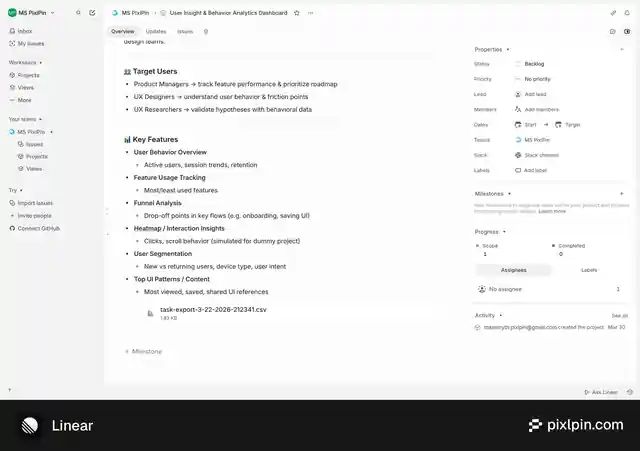 MS PixlPin
Inbox
My issues
Workspace
Projects
Views
More
Your teams
MS PixlPin
Issues
Projects
Views
Try
Import issues
Invite people
Connect GitHub
MS PixlPin › User Insight & Behavior Analytics Dashboard
Overview Updates Issues
design teams.
Target Users
Product Managers → track feature performance & prioritize roadmap
UX Designers → understand user behavior & friction points
UX Researchers → validate hypotheses with behavioral data
Key Features
User Behavior Overview
Active users, session trends, retention
Feature Usage Tracking
Most/least used features
Funnel Analysis
Drop-off points in key flows (e.g. onboarding, saving UI)
Heatmap / Interaction Insights
Clicks, scroll behavior (simulated for dummy project)
User Segmentation
New vs returning users, device type, user intent
Top UI Patterns / Content
Most viewed, saved, shared UI references
task-export-3-22-2026-212341.csv
+ Milestone
Properties
Status Backlog
Priority No priority
Lead Add lead
Members Add members
Dates Start → Target
Teams MS PixlPin
Slack
Labels Add label
Milestones
Learn more
Progress
Scope Completed
1 0
Assignees Labels
No assignee 1
Activity See all
created the project Mar 30
Ask Linear
Linear
pixlpin.com